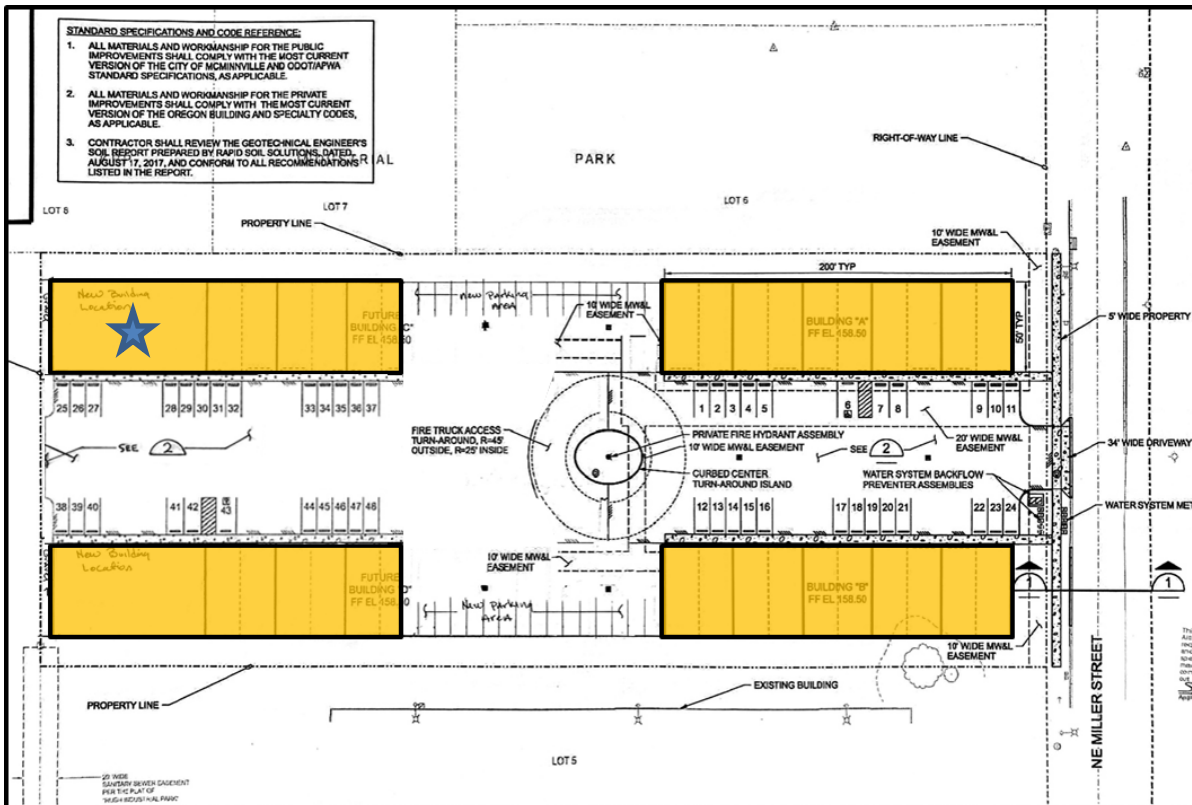 STANDARD SPECIFICATIONS AND CODE REFERENCE:
1. ALL MATERIALS AND WORKMANSHIP FOR THE PUBLIC
IMPROVEMENTS SHALL COMPLY WITH THE MOST CURRENT
VERSION OF THE CITY OF MCMINNVILLE AND ODOT/APWA
STANDARD SPECIFICATIONS, AS APPLICABLE.
2. ALL MATERIALS AND WORKMANSHIP FOR THE PRIVATE
IMPROVEMENTS SHALL COMPLY WITH THE MOST CURRENT
VERSION OF THE OREGON BUILDING AND SPECIALTY CODES,
AS APPLICABLE.
3. CONTRACTOR SHALL REVIEW THE GEOTECHNICAL ENGINEER'S
SOIL REPORT PREPARED BY RAPID SOIL SOLUTIONS, DATED
AUGUST 17, 2017, AND CONFORM TO ALL RECOMMENDATIONS
LISTED IN THE REPORT.
PARK
RIGHT-OF-WAY LINE
LOT 8
LOT 7
LOT 6
PROPERTY LINE
10' WIDE MW&L
EASEMENT
200' TYP
New Building
Location
New Parking
Area
10' WIDE MW&L
EASEMENT
FUTURE
BUILDING "C"
FF EL 158.50
BUILDING "A"
FF EL 158.50
50' TYP
5' WIDE PROPERTY
25 26 27 28 29 30 31 32 33 34 35 36 37
1 2 3 4 5 6 7 8 9 10 11
SEE 2
FIRE TRUCK ACCESS
TURN-AROUND, R=45'
OUTSIDE, R=25' INSIDE
PRIVATE FIRE HYDRANT ASSEMBLY
10' WIDE MW&L EASEMENT
SEE 2
20' WIDE MW&L
EASEMENT
34' WIDE DRIVEWAY
CURBED CENTER
TURN-AROUND ISLAND
WATER SYSTEM BACKFLOW
PREVENTER ASSEMBLIES
WATER SYSTEM MET
38 39 40 41 42 43 44 45 46 47 48
12 13 14 15 16 17 18 19 20 21 22 23 24
New Building
Location
10' WIDE MW&L
EASEMENT
FUTURE
BUILDING "D"
FF EL 158.50
BUILDING "B"
FF EL 158.50
1 1
New Parking
Area
10' WIDE MW&L
EASEMENT
PROPERTY LINE
EXISTING BUILDING
NE MILLER STREET
LOT 5
20' WIDE
SANITARY SEWER EASEMENT
PER THE PLAT OF